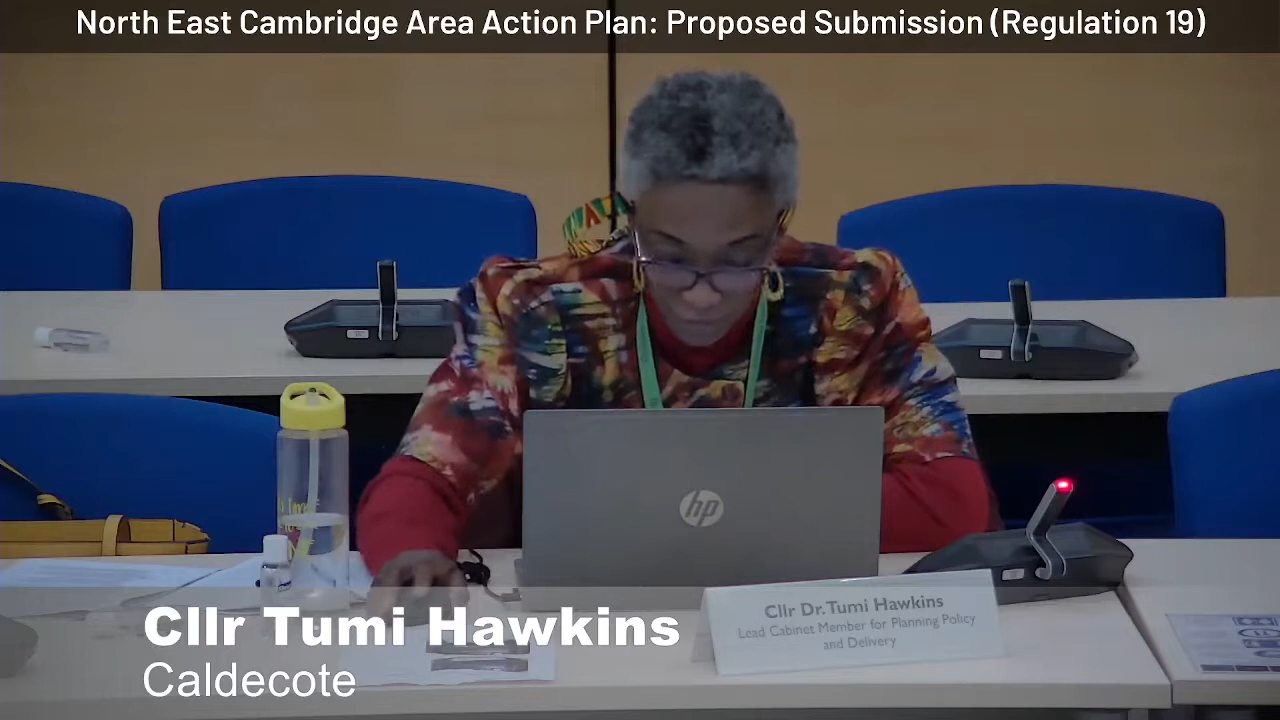 North East Cambridge Area Action Plan: Proposed Submission (Regulation 19)
hp
Cllr Dr.Tumi Hawkins
Lead Cabinet Member for Planning Policy
and Delivery
Cllr Tumi Hawkins
Caldecote